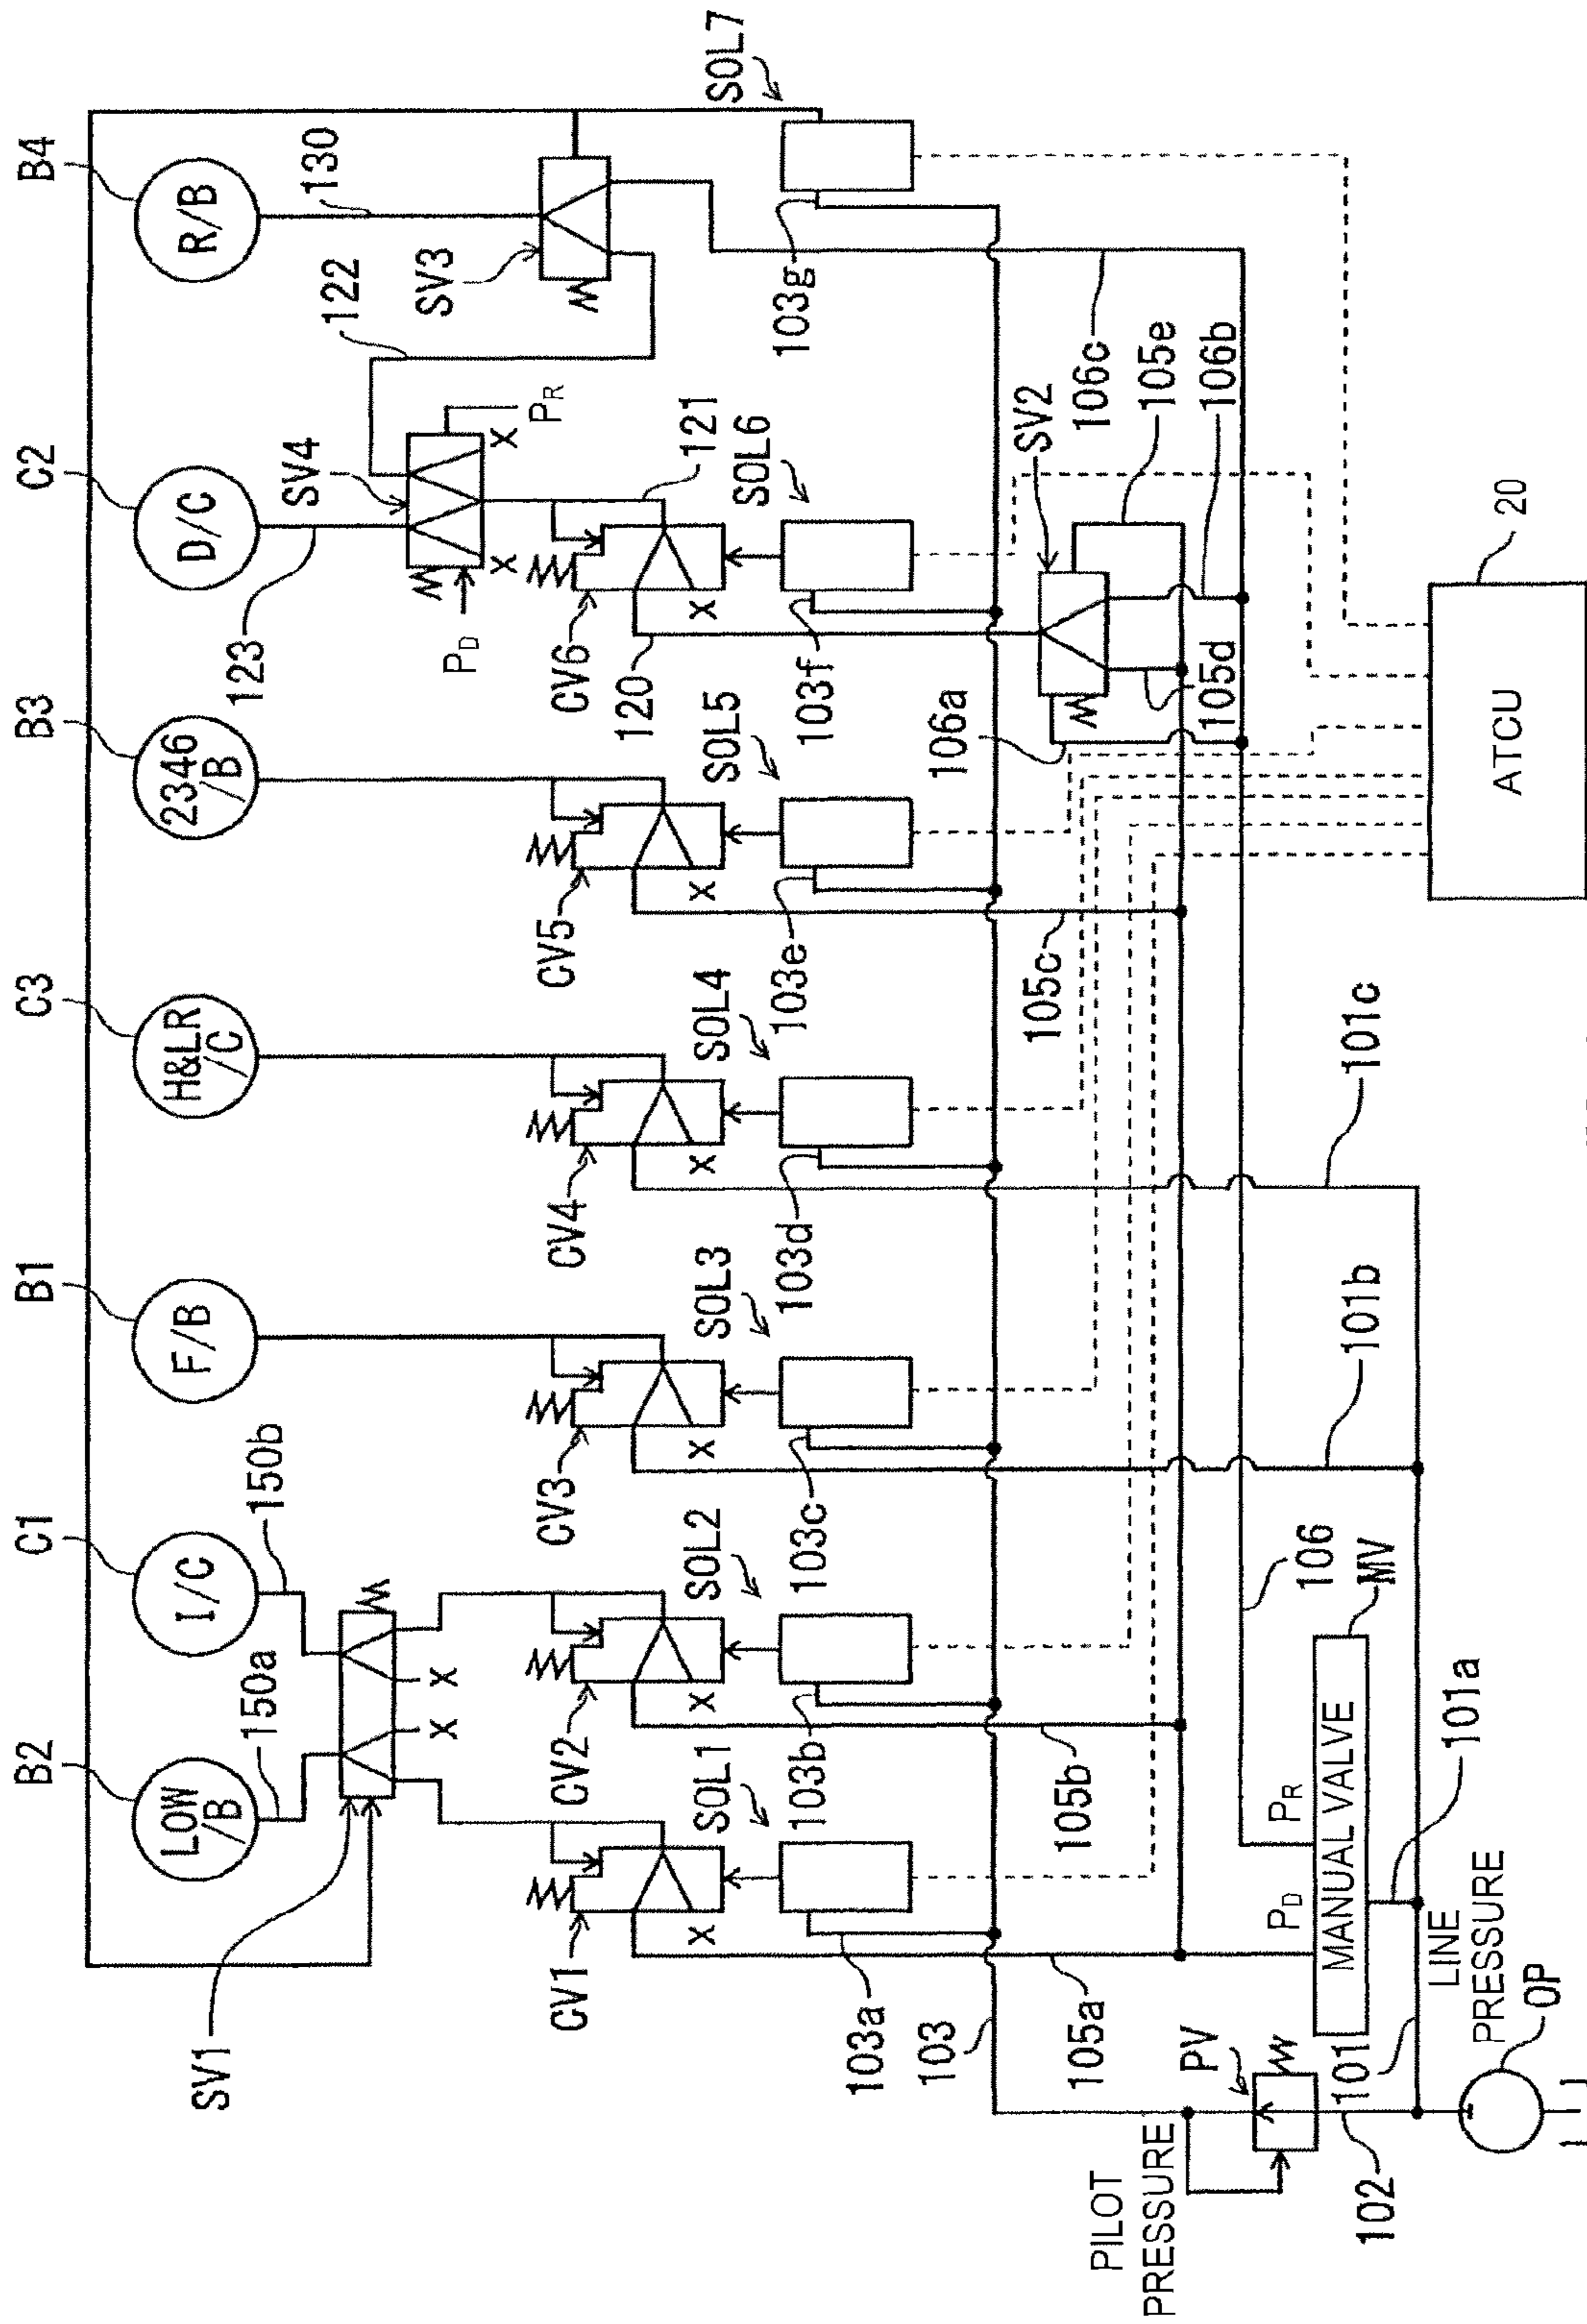 B2
C1
B1
C3
B3
C2
B4
LOW
/B
I/C
F/B
H&LR
/C
2346
/B
D/C
R/B
150a
150b
123
122
130
SV1
SV4
SV3
X
X
X
X
PD
PR
CV1
CV2
CV3
CV4
CV5
CV6
X
X
X
X
X
X
120
121
SOL1
SOL2
SOL3
SOL4
SOL5
SOL6
SOL7
103a
103b
103c
103d
103e
103f
103g
103
105a
105b
105c
106a
SV2
105d
105e
106b
106c
PILOT
PRESSURE
PV
102
101
PD
PR
MANUAL VALVE
MV
106
101a
101b
101c
LINE
PRESSURE
OP
ATCU
20